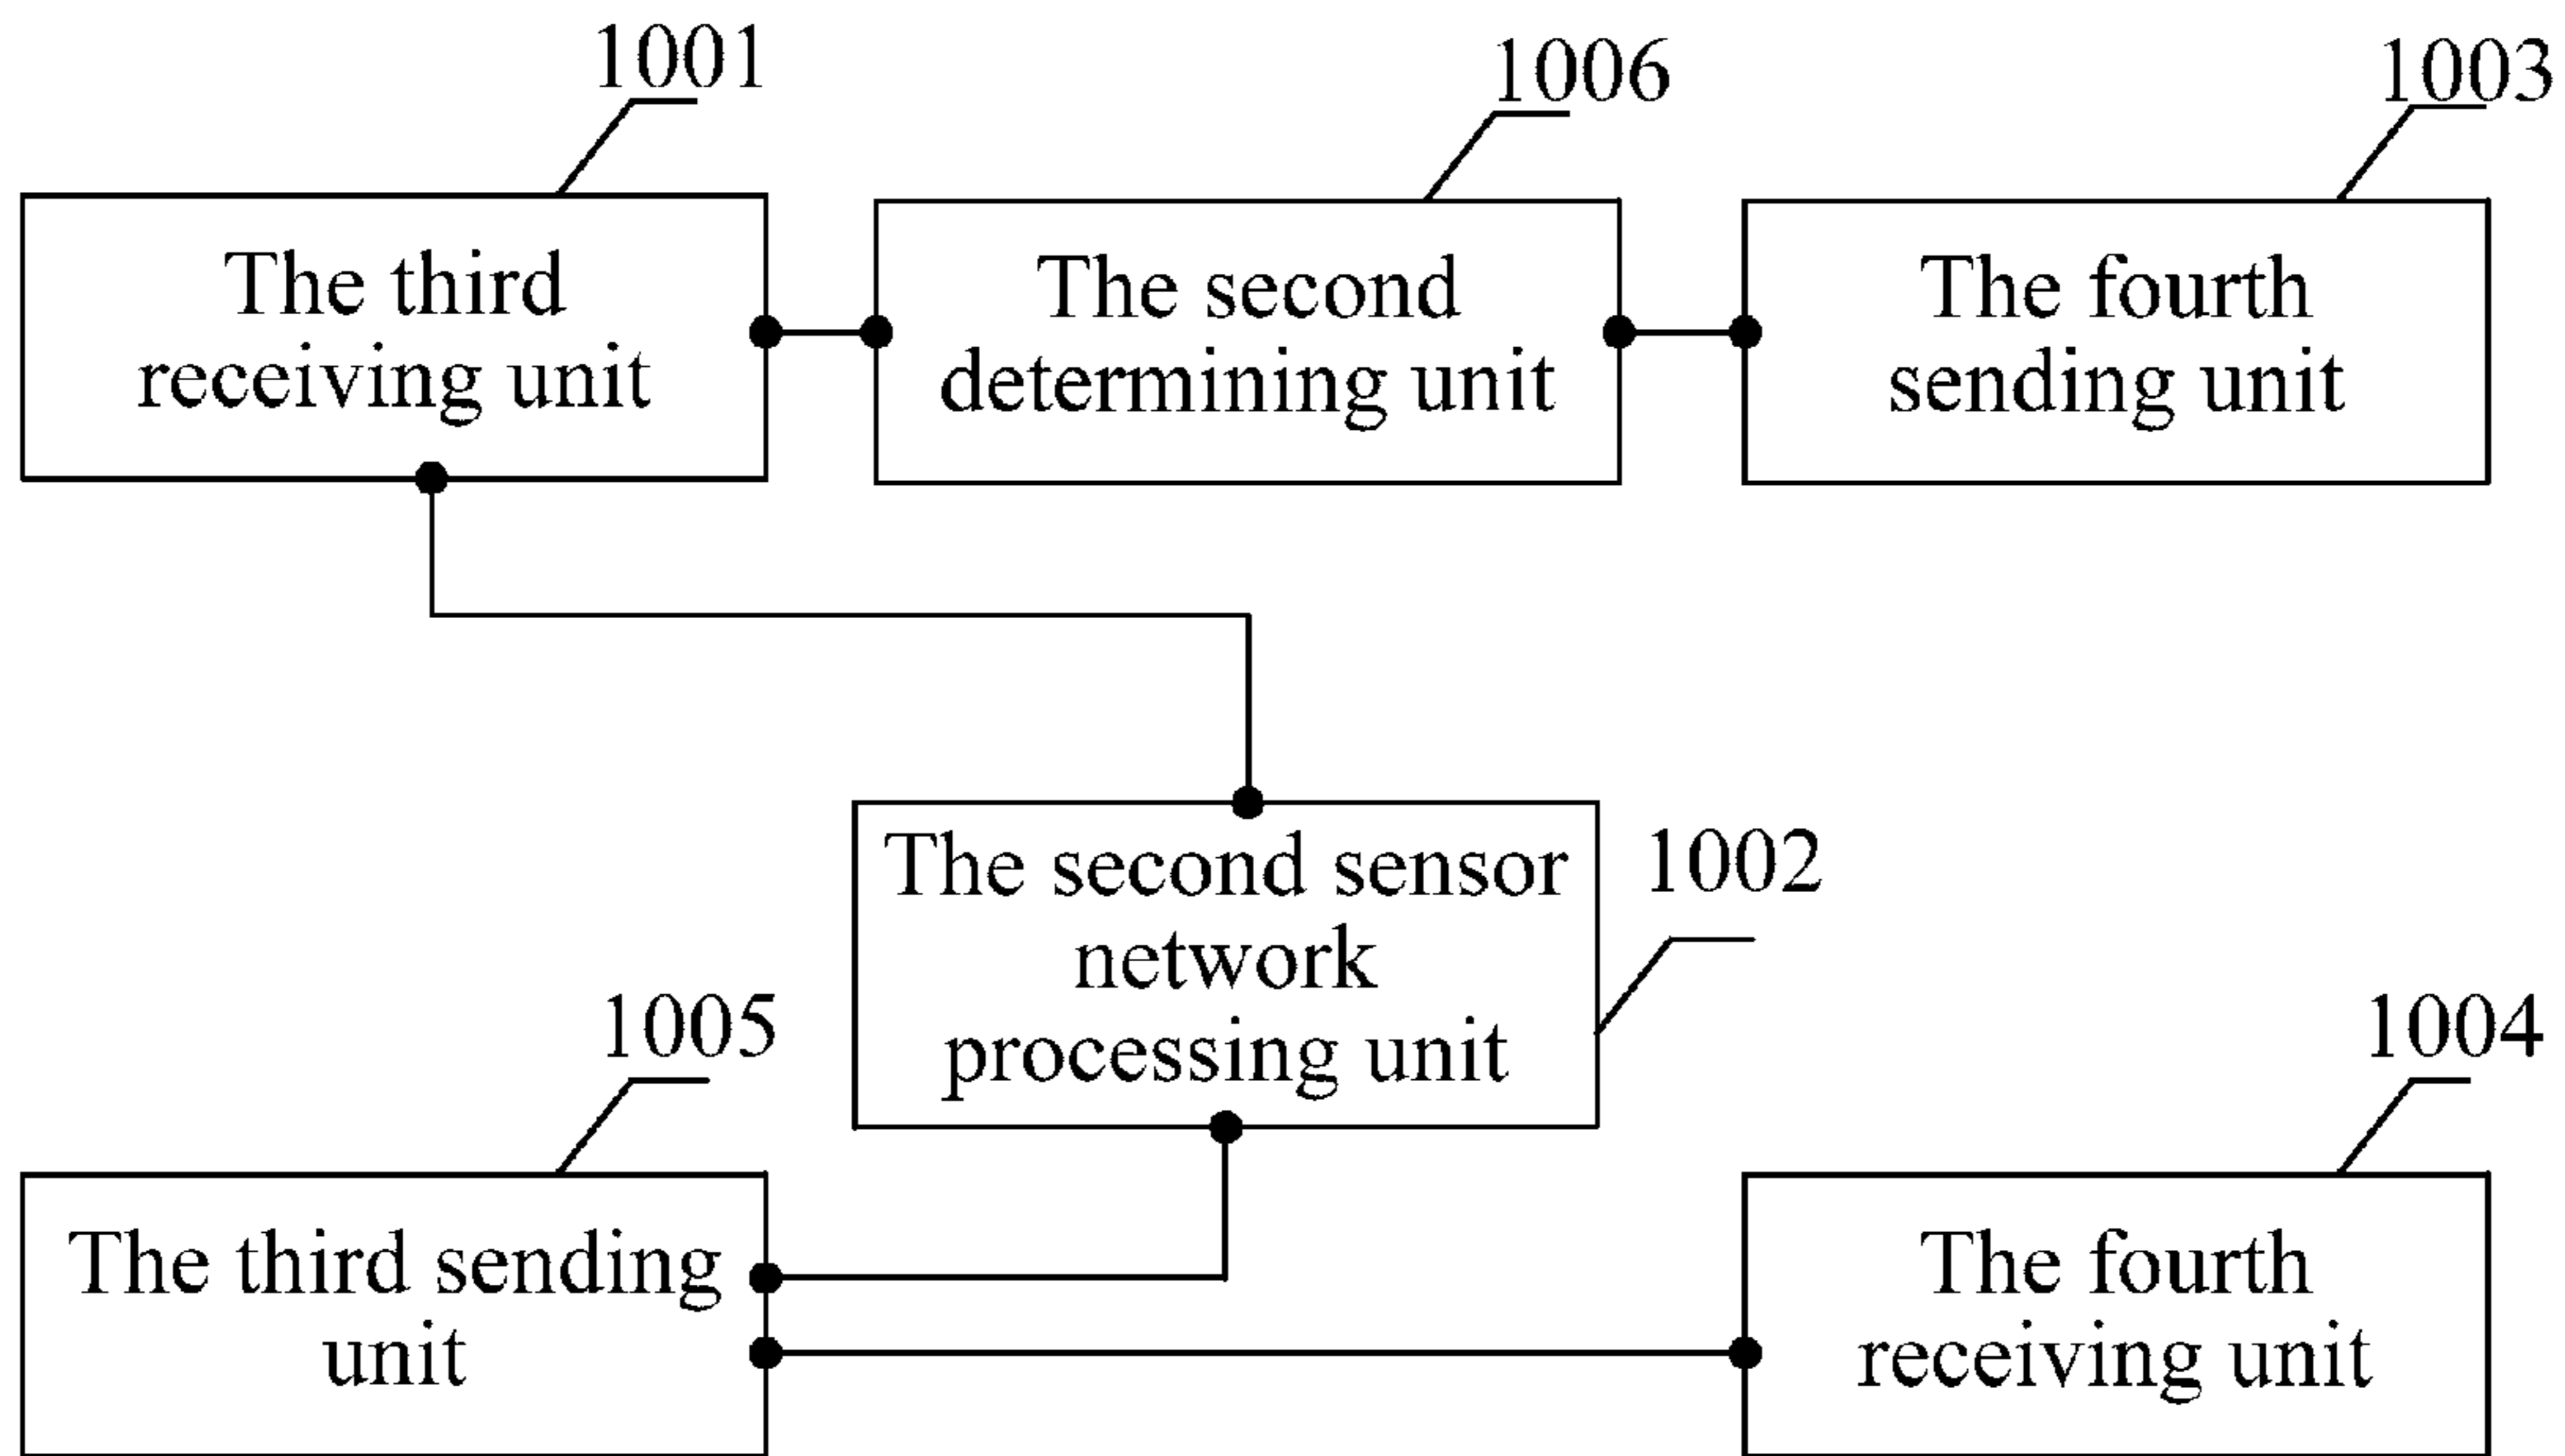 1001
1006
1003
The third
receiving unit
The second
determining unit
The fourth
sending unit
The second sensor
network
processing unit
1002
1005
1004
The third sending
unit
The fourth
receiving unit